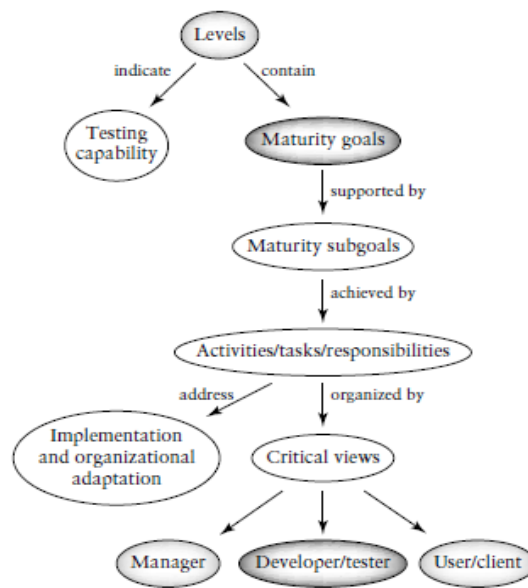 Levels
indicate
contain
Testing
capability
Maturity goals
supported by
Maturity subgoals
achieved by
Activities/tasks/responsibilities
address
organized by
Implementation
and organizational
adaptation
Critical views
Manager
Developer/tester
User/client